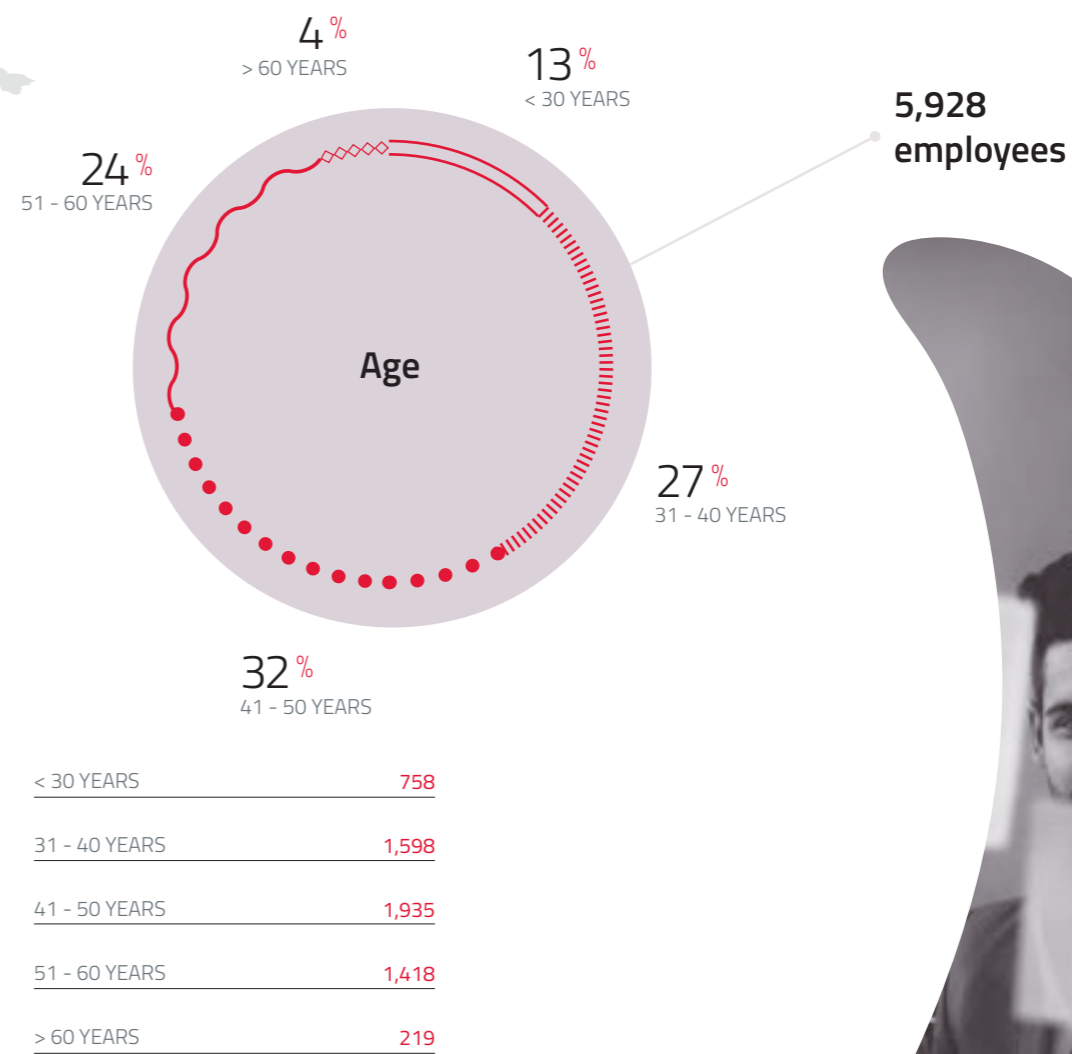 4 %
> 60 YEARS
13 %
< 30 YEARS
5,928
employees
24 %
51 - 60 YEARS
Age
27 %
31 - 40 YEARS
32 %
41 - 50 YEARS
< 30 YEARS 758
31 - 40 YEARS 1,598
41 - 50 YEARS 1,935
51 - 60 YEARS 1,418
> 60 YEARS 219